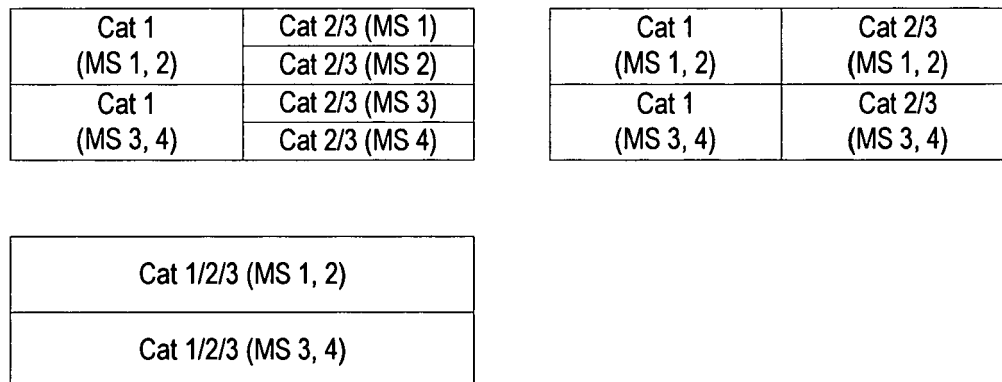 Cat 1
(MS 1, 2)
Cat 2/3 (MS 1)
Cat 2/3 (MS 2)
Cat 1
(MS 3, 4)
Cat 2/3 (MS 3)
Cat 2/3 (MS 4)
Cat 1
(MS 1, 2)
Cat 2/3
(MS 1, 2)
Cat 1
(MS 3, 4)
Cat 2/3
(MS 3, 4)
Cat 1/2/3 (MS 1, 2)
Cat 1/2/3 (MS 3, 4)